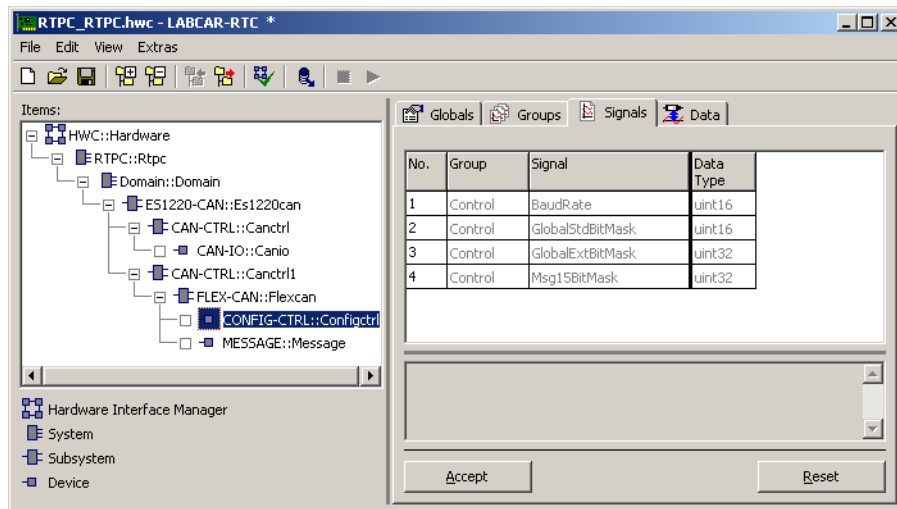 RTPC_RTPC.hwc - LABCAR-RTC *
File Edit View Extras
Items:
HWC::Hardware
RTPC::Rtpc
Domain::Domain
ES1220-CAN::Es1220can
CAN-CTRL::Canctrl
CAN-IO::Canio
CAN-CTRL::Canctrl1
FLEX-CAN::Flexcan
CONFIG-CTRL::Configctrl
MESSAGE::Message
Hardware Interface Manager
System
Subsystem
Device
Globals Groups Signals Data
No. Group Signal Data Type
1 Control BaudRate uint16
2 Control GlobalStdBitMask uint16
3 Control GlobalExtBitMask uint32
4 Control Msg15BitMask uint32
Accept Reset